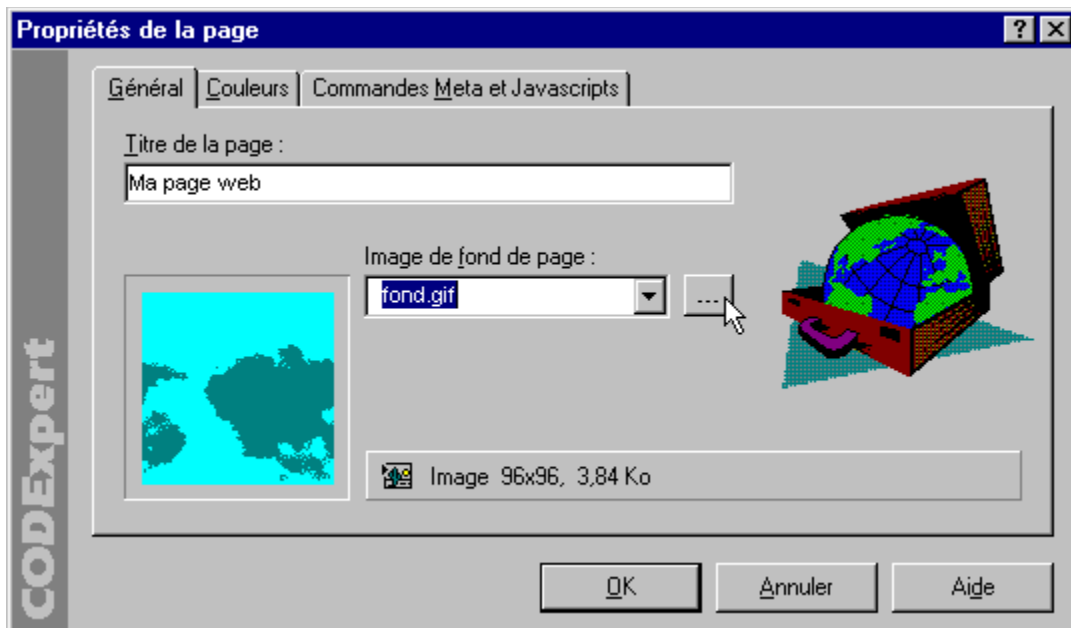 Propriétés de la page
Général Couleurs Commandes Meta et Javascripts
Titre de la page :
Ma page web
Image de fond de page :
fond.gif ...
Image 96x96, 3,84 Ko
CODExpert
OK Annuler Aide